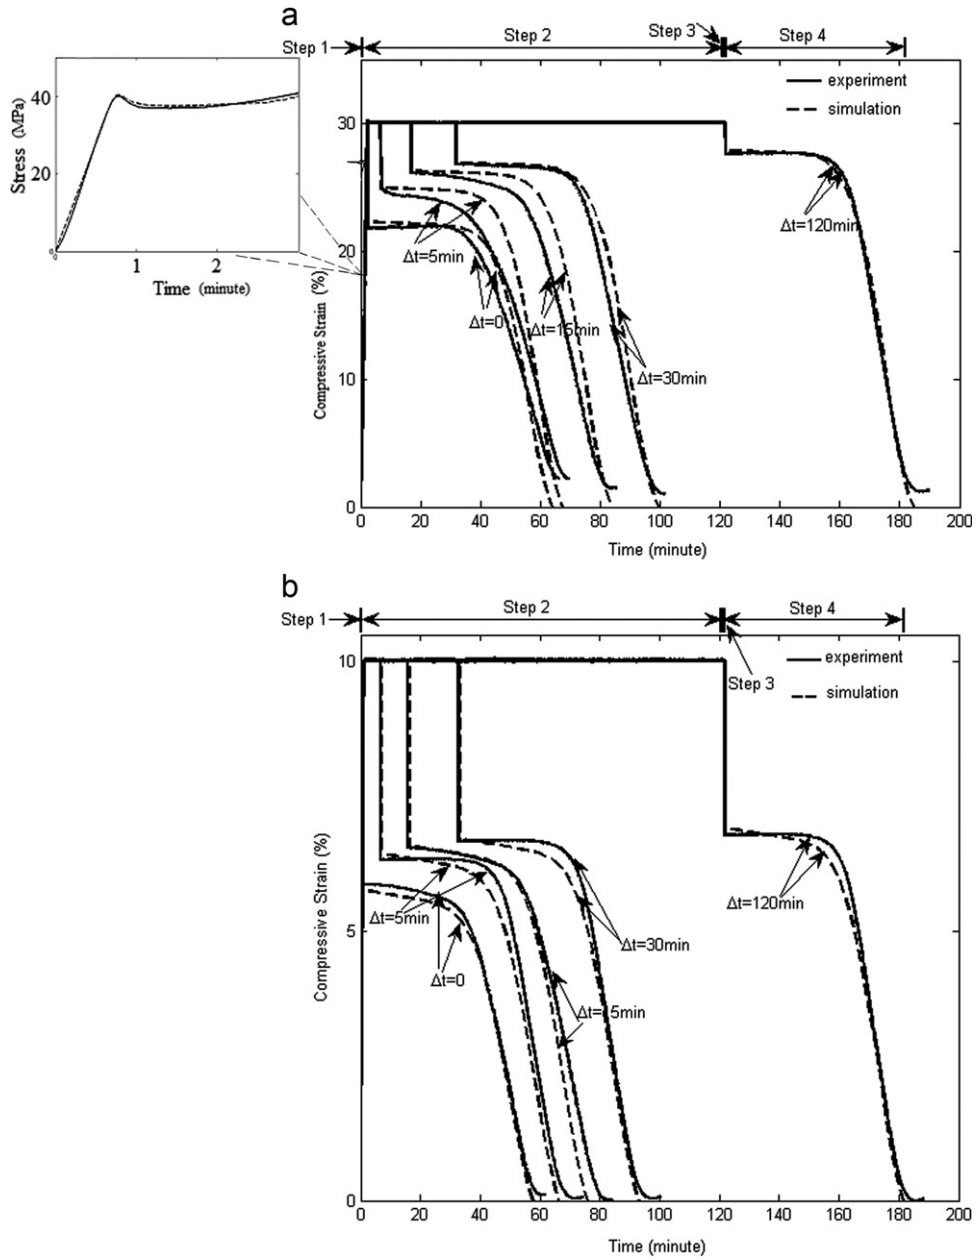 a
Step 1
Step 2
Step 3
Step 4
experiment
simulation
Stress (MPa)
40
20
0
1
2
Time (minute)
Compressive Strain (%)
30
20
10
0
Δt=5min
Δt=0
Δt=15min
Δt=30min
Δt=120min
0
20
40
60
80
100
120
140
160
180
200
Time (minute)
b
Step 1
Step 2
Step 4
Step 3
experiment
simulation
Compressive Strain (%)
10
5
0
Δt=5min
Δt=0
Δt=15min
Δt=30min
Δt=120min
0
20
40
60
80
100
120
140
160
180
200
Time (minute)